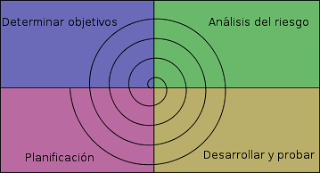 Determinar objetivos
Análisis del riesgo
Planificación
Desarrollar y probar